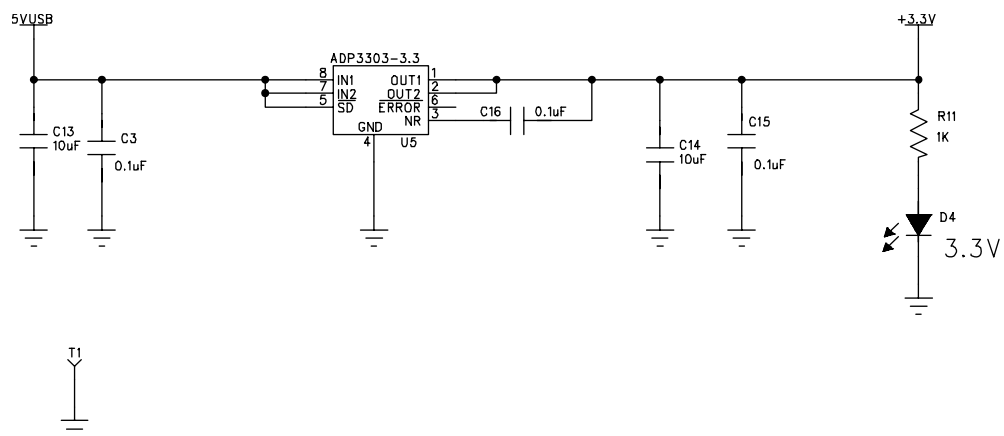 5VUSB
+3.3V
ADP3303-3.3
8 IN1 OUT1 1
7 IN2 OUT2 2
5 SD ERROR 6
NR 3
GND
4 U5
C16 0.1uF
C13
10uF
C3
0.1uF
C14
10uF
C15
0.1uF
R11
1K
D4
3.3V
T1